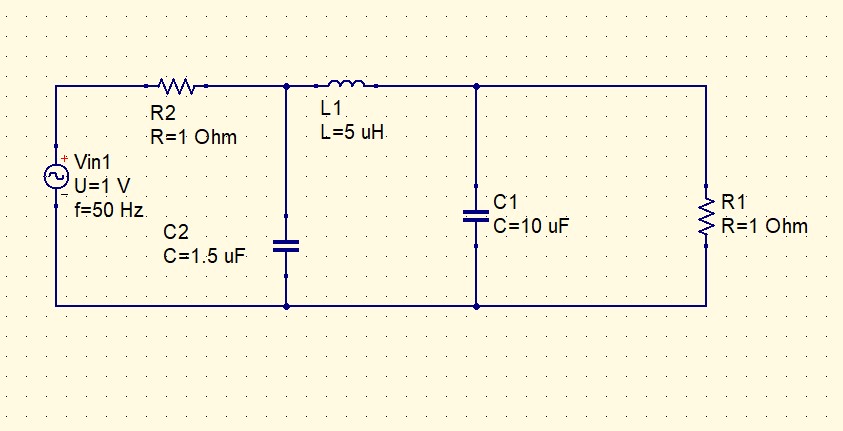 R2
R=1 Ohm
L1
L=5 uH
+
Vin1
U=1 V
f=50 Hz
-
C2
C=1.5 uF
C1
C=10 uF
R1
R=1 Ohm